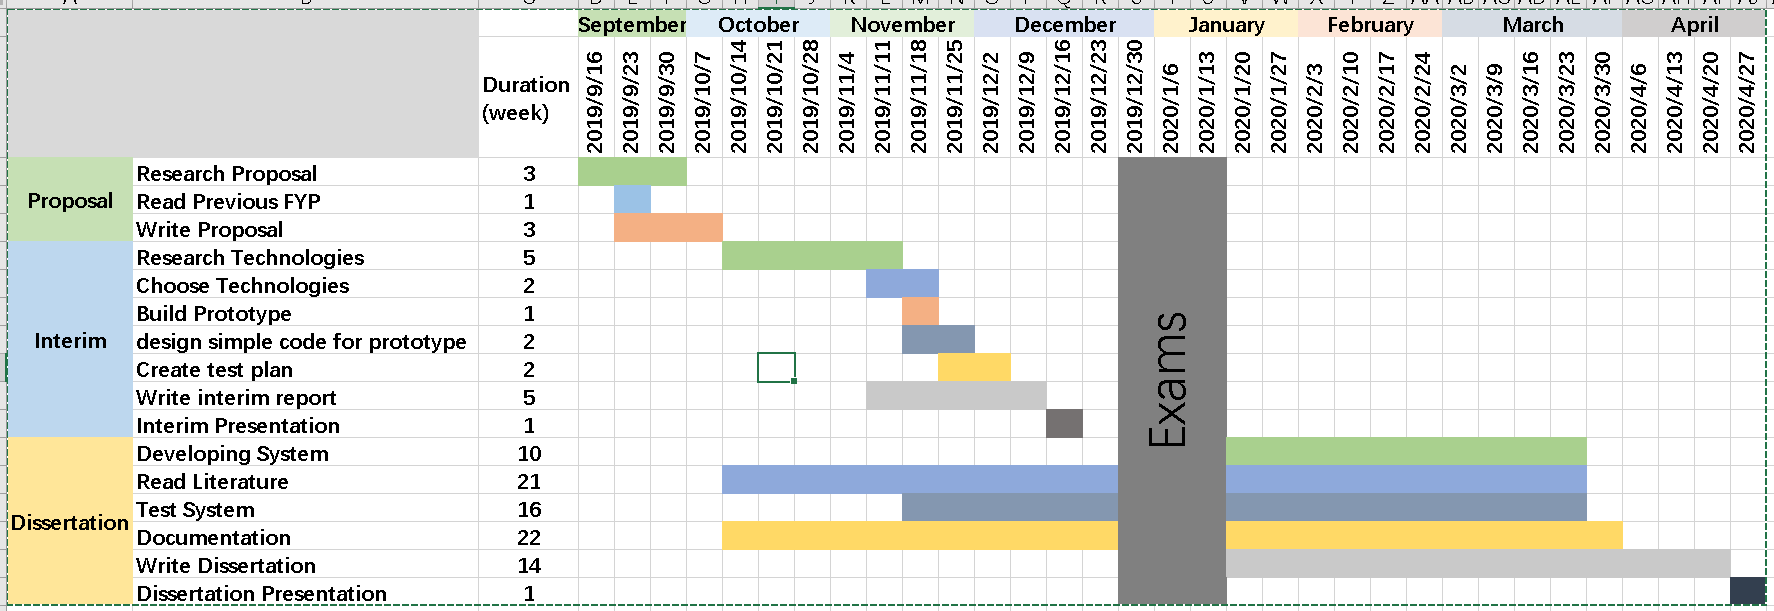 September October November December January February March April
Duration
(week)
2019/9/16 2019/9/23 2019/9/30 2019/10/7 2019/10/14 2019/10/21 2019/10/28 2019/11/4 2019/11/11 2019/11/18 2019/11/25 2019/12/2 2019/12/9 2019/12/16 2019/12/23 2019/12/30 2020/1/6 2020/1/13 2020/1/20 2020/1/27 2020/2/3 2020/2/10 2020/2/17 2020/2/24 2020/3/2 2020/3/9 2020/3/16 2020/3/23 2020/3/30 2020/4/6 2020/4/13 2020/4/20 2020/4/27
Proposal
Research Proposal 3
Read Previous FYP 1
Write Proposal 3
Interim
Research Technologies 5
Choose Technologies 2
Build Prototype 1
design simple code for prototype 2
Create test plan 2
Write interim report 5
Interim Presentation 1
Exams
Dissertation
Developing System 10
Read Literature 21
Test System 16
Documentation 22
Write Dissertation 14
Dissertation Presentation 1